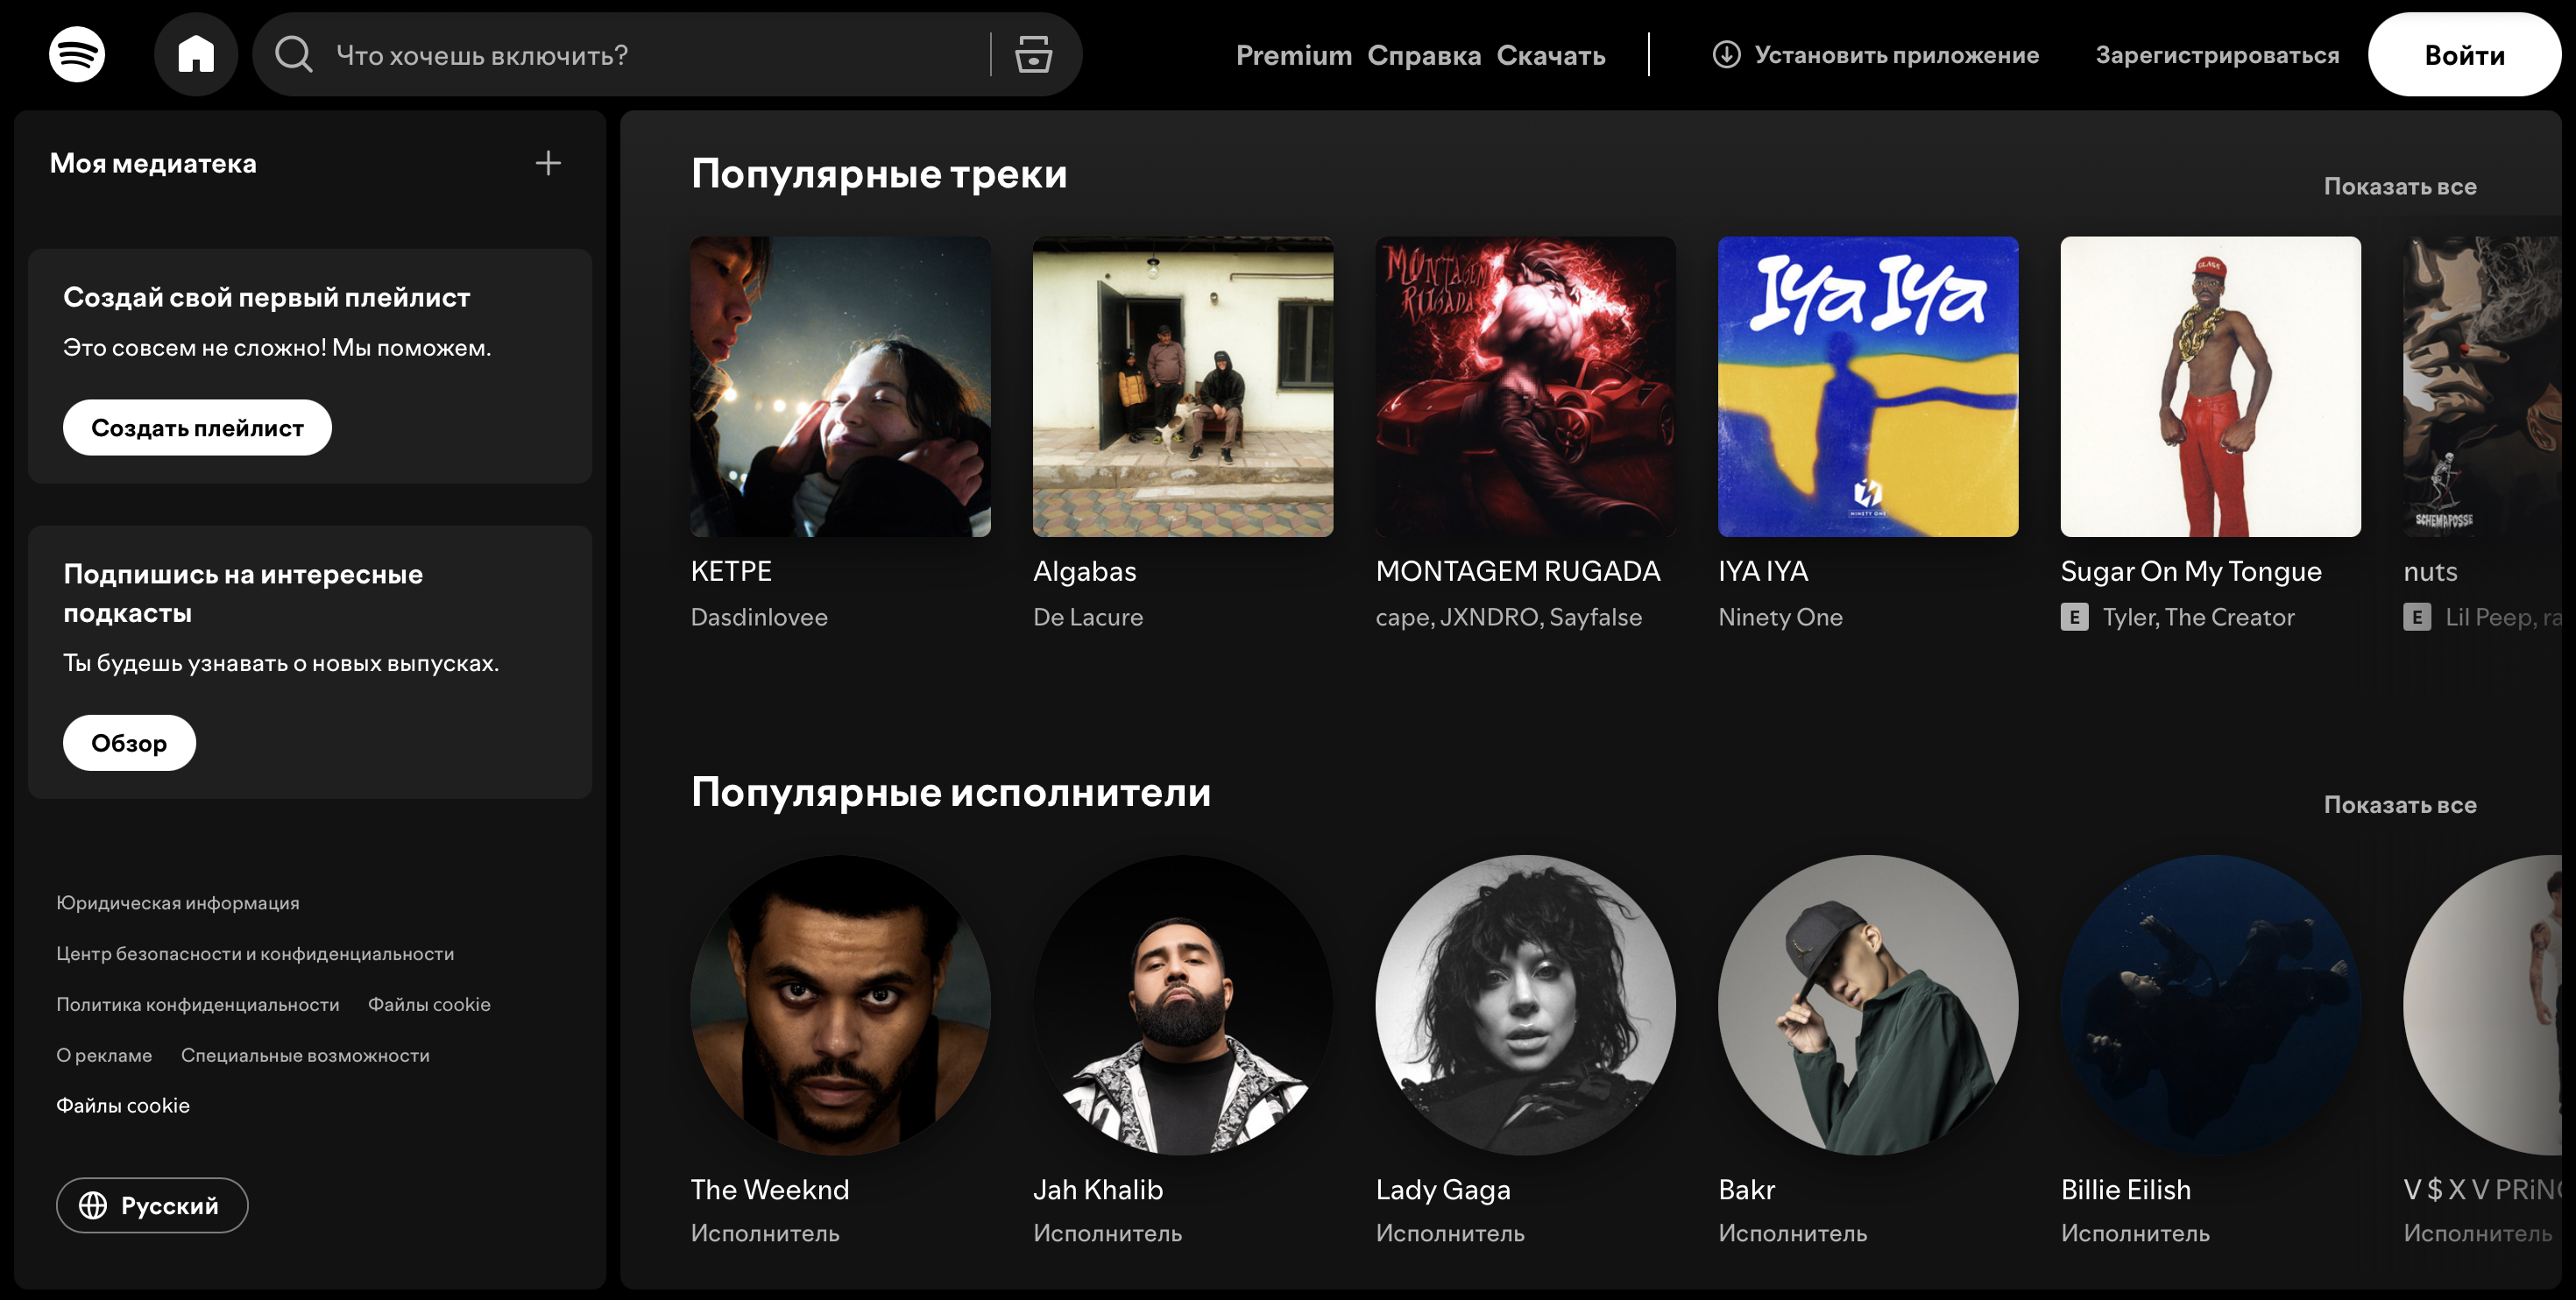 Что хочешь включить?
Premium Справка Скачать
Установить приложение
Зарегистрироваться
Войти
Моя медиатека
Создай свой первый плейлист
Это совсем не сложно! Мы поможем.
Создать плейлист
Подпишись на интересные
подкасты
Ты будешь узнавать о новых выпусках.
Обзор
Юридическая информация
Центр безопасности и конфиденциальности
Политика конфиденциальности Файлы cookie
О рекламе Специальные возможности
Файлы cookie
Русский
Популярные треки
Показать все
MONTAGEM
RUGADA
Iya Iya
NINETY ONE
GLASS
SCHEMAPOSSE
KETPE
Dasdinlovee
Algabas
De Lacure
MONTAGEM RUGADA
cape, JXNDRO, Sayfalse
IYA IYA
Ninety One
Sugar On My Tongue
E Tyler, The Creator
nuts
E Lil Peep, ra
Популярные исполнители
Показать все
The Weeknd
Исполнитель
Jah Khalib
Исполнитель
Lady Gaga
Исполнитель
Bakr
Исполнитель
Billie Eilish
Исполнитель
V $ X V PRiN
Исполнитель